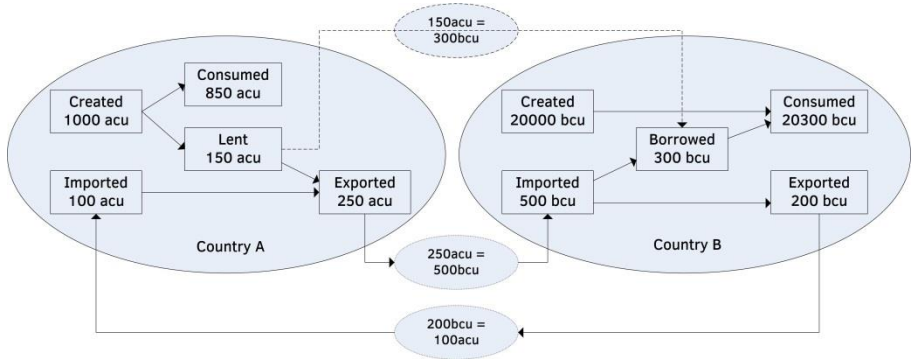 150acu =
300bcu
Created
1000 acu
Consumed
850 acu
Lent
150 acu
Imported
100 acu
Exported
250 acu
Country A
Created
20000 bcu
Consumed
20300 bcu
Borrowed
300 bcu
Imported
500 bcu
Exported
200 bcu
Country B
250acu =
500bcu
200bcu =
100acu